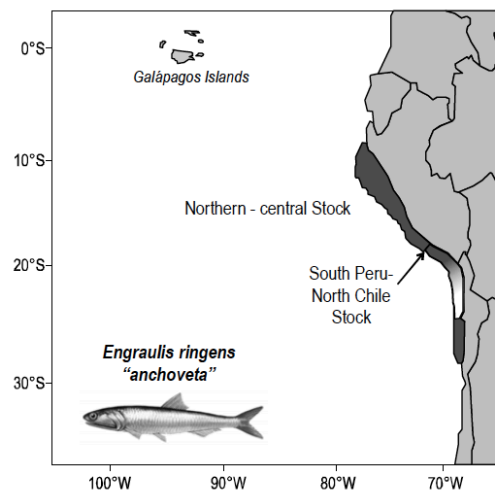 0°S
Galápagos Islands
10°S
Northern - central Stock
20°S
South Peru-
North Chile
Stock
Engraulis ringens
“anchoveta”
30°S
100°W
90°W
80°W
70°W